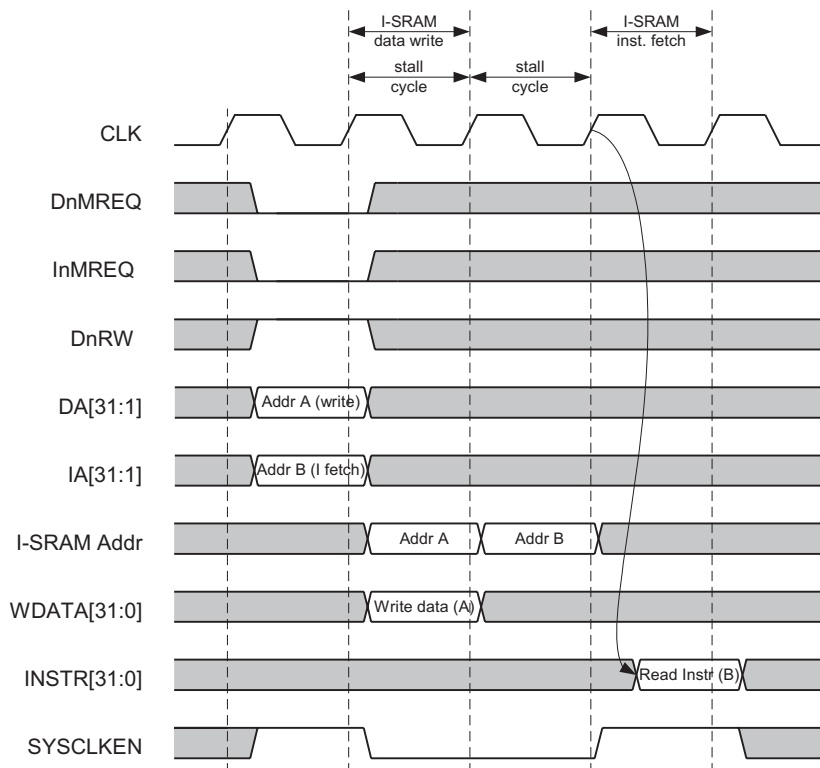 I-SRAM
data write
I-SRAM
inst. fetch
stall
cycle
stall
cycle
CLK
DnMREQ
InMREQ
DnRW
DA[31:1]
Addr A (write)
IA[31:1]
Addr B (I fetch)
I-SRAM Addr
Addr A
Addr B
WDATA[31:0]
Write data (A)
INSTR[31:0]
Read Instr (B)
SYSCLKEN